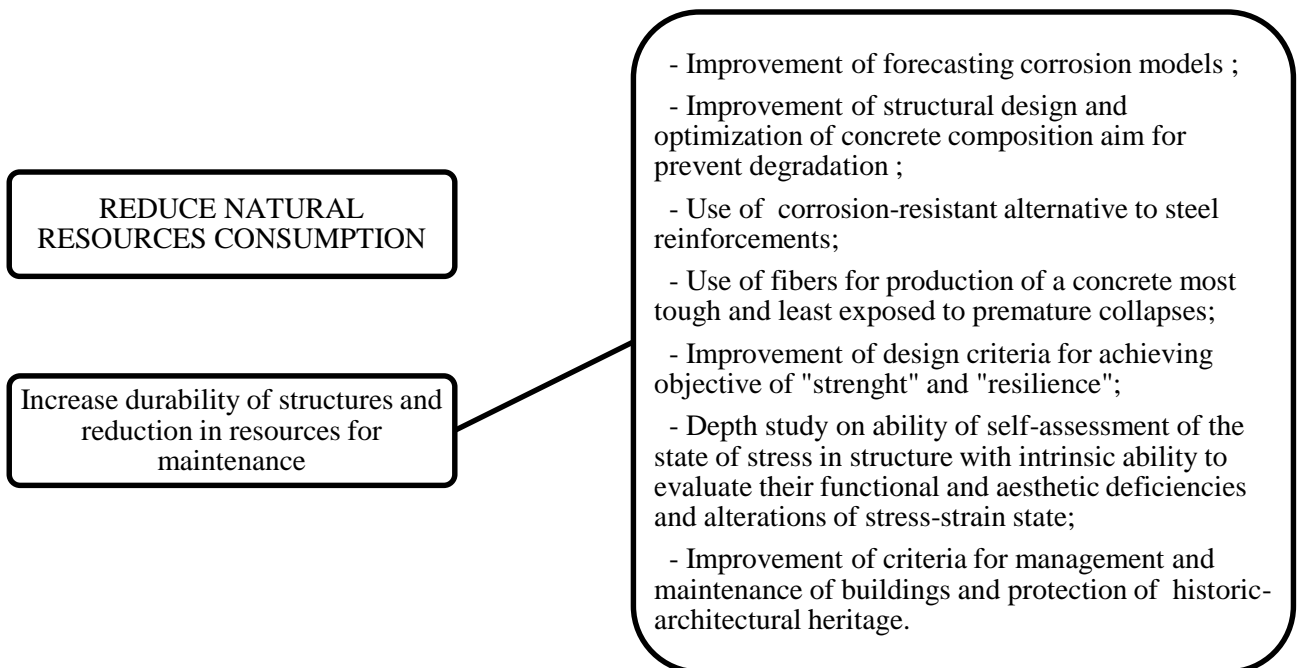 REDUCE NATURAL
RESOURCES CONSUMPTION
Increase durability of structures and
reduction in resources for
maintenance
- Improvement of forecasting corrosion models ;
- Improvement of structural design and
optimization of concrete composition aim for
prevent degradation ;
- Use of corrosion-resistant alternative to steel
reinforcements;
- Use of fibers for production of a concrete most
tough and least exposed to premature collapses;
- Improvement of design criteria for achieving
objective of "strenght" and "resilience";
- Depth study on ability of self-assessment of the
state of stress in structure with intrinsic ability to
evaluate their functional and aesthetic deficiencies
and alterations of stress-strain state;
- Improvement of criteria for management and
maintenance of buildings and protection of historic-
architectural heritage.